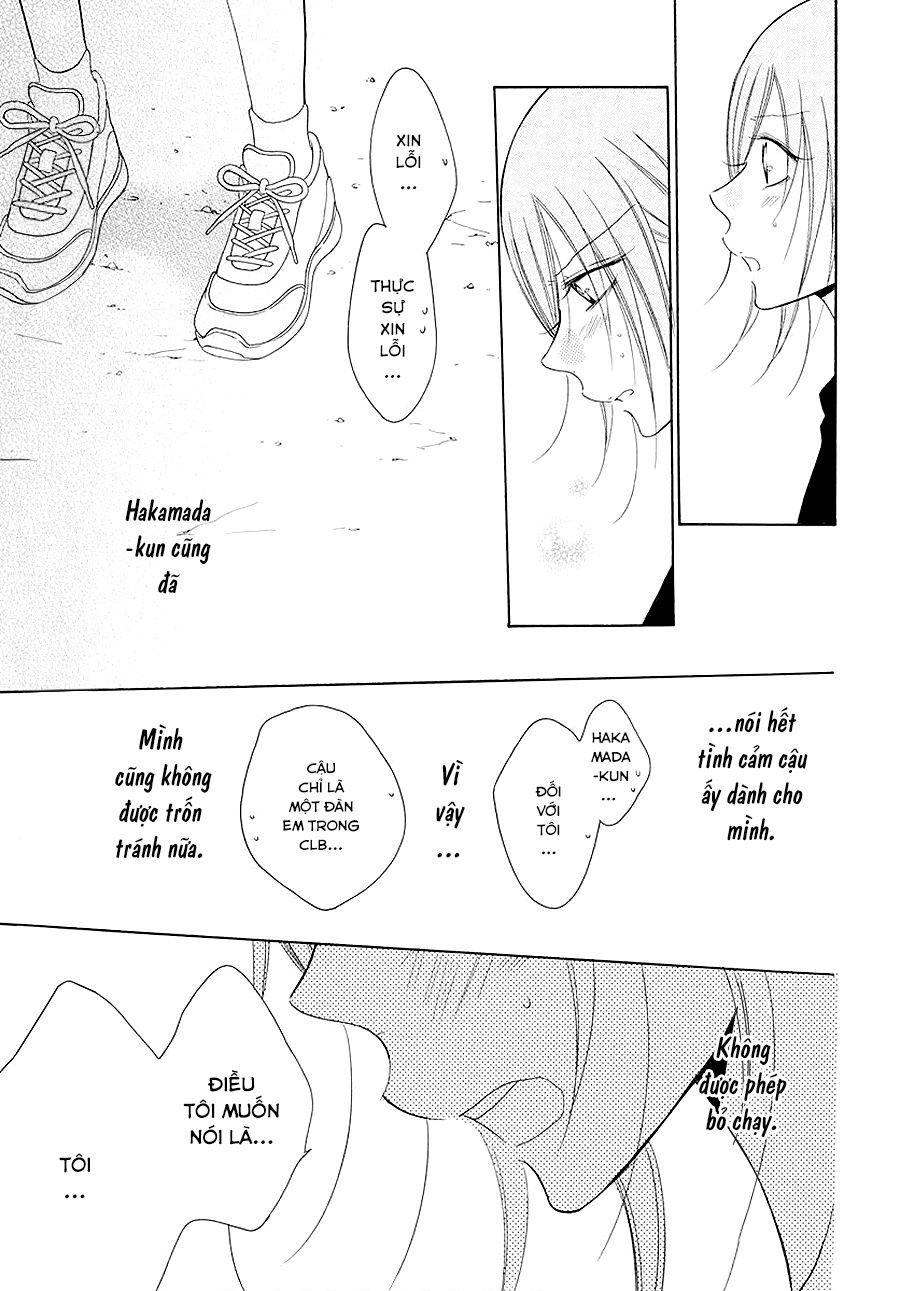 XIN
LỖI
...
THỰC
SỰ
XIN
LỖI
...
Hakamada
-kun cũng
đã
...nói hết
tình cảm cậu
ấy dành cho
mình.
HAKA
MADA
-KUN
...
ĐỐI
VỚI
TÔI
...
Vì
vậy
...
CẬU
CHỈ LÀ
MỘT ĐÀN
EM TRONG
CLB...
Mình
cũng không
được trốn
tránh nữa.
Không
được phép
bỏ chạy.
ĐIỀU
TÔI MUỐN
NÓI LÀ...
TÔI
...